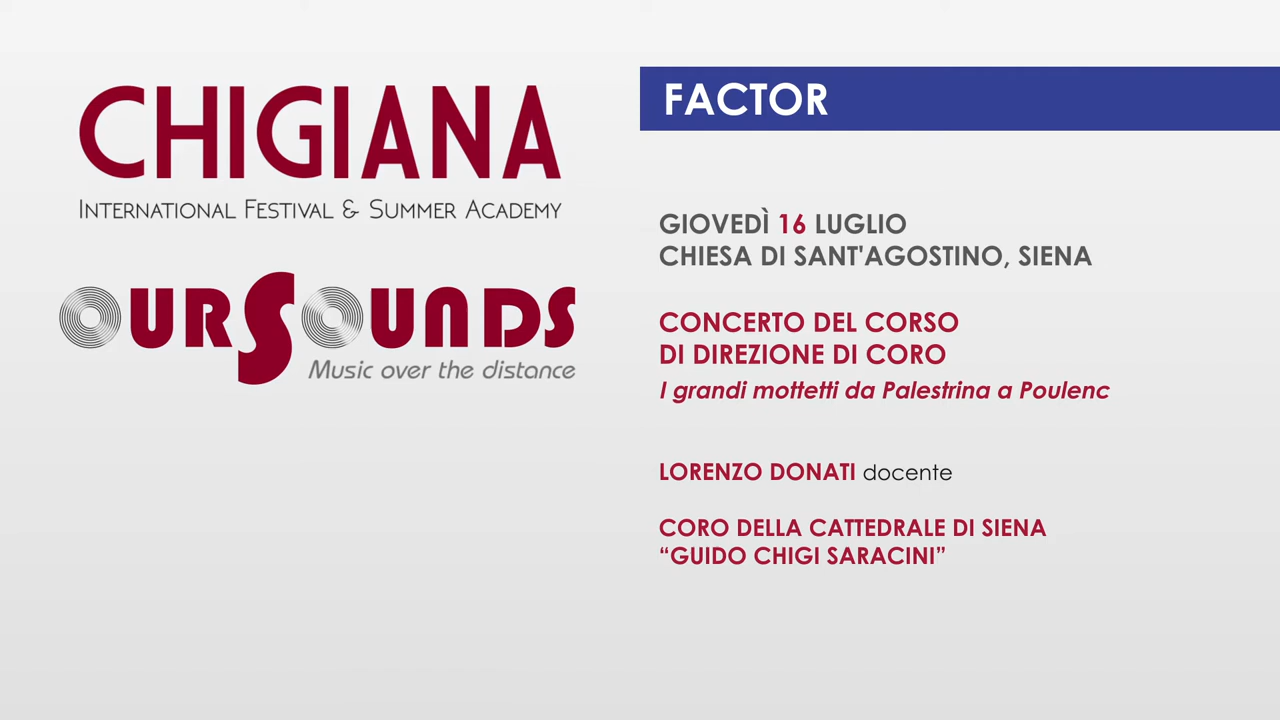 CHIGIANA
International Festival & Summer Academy
OURSOUNDS
Music over the distance
FACTOR
GIOVEDÌ 16 LUGLIO
CHIESA DI SANT'AGOSTINO, SIENA
CONCERTO DEL CORSO
DI DIREZIONE DI CORO
I grandi mottetti da Palestrina a Poulenc
LORENZO DONATI docente
CORO DELLA CATTEDRALE DI SIENA
“GUIDO CHIGI SARACINI”